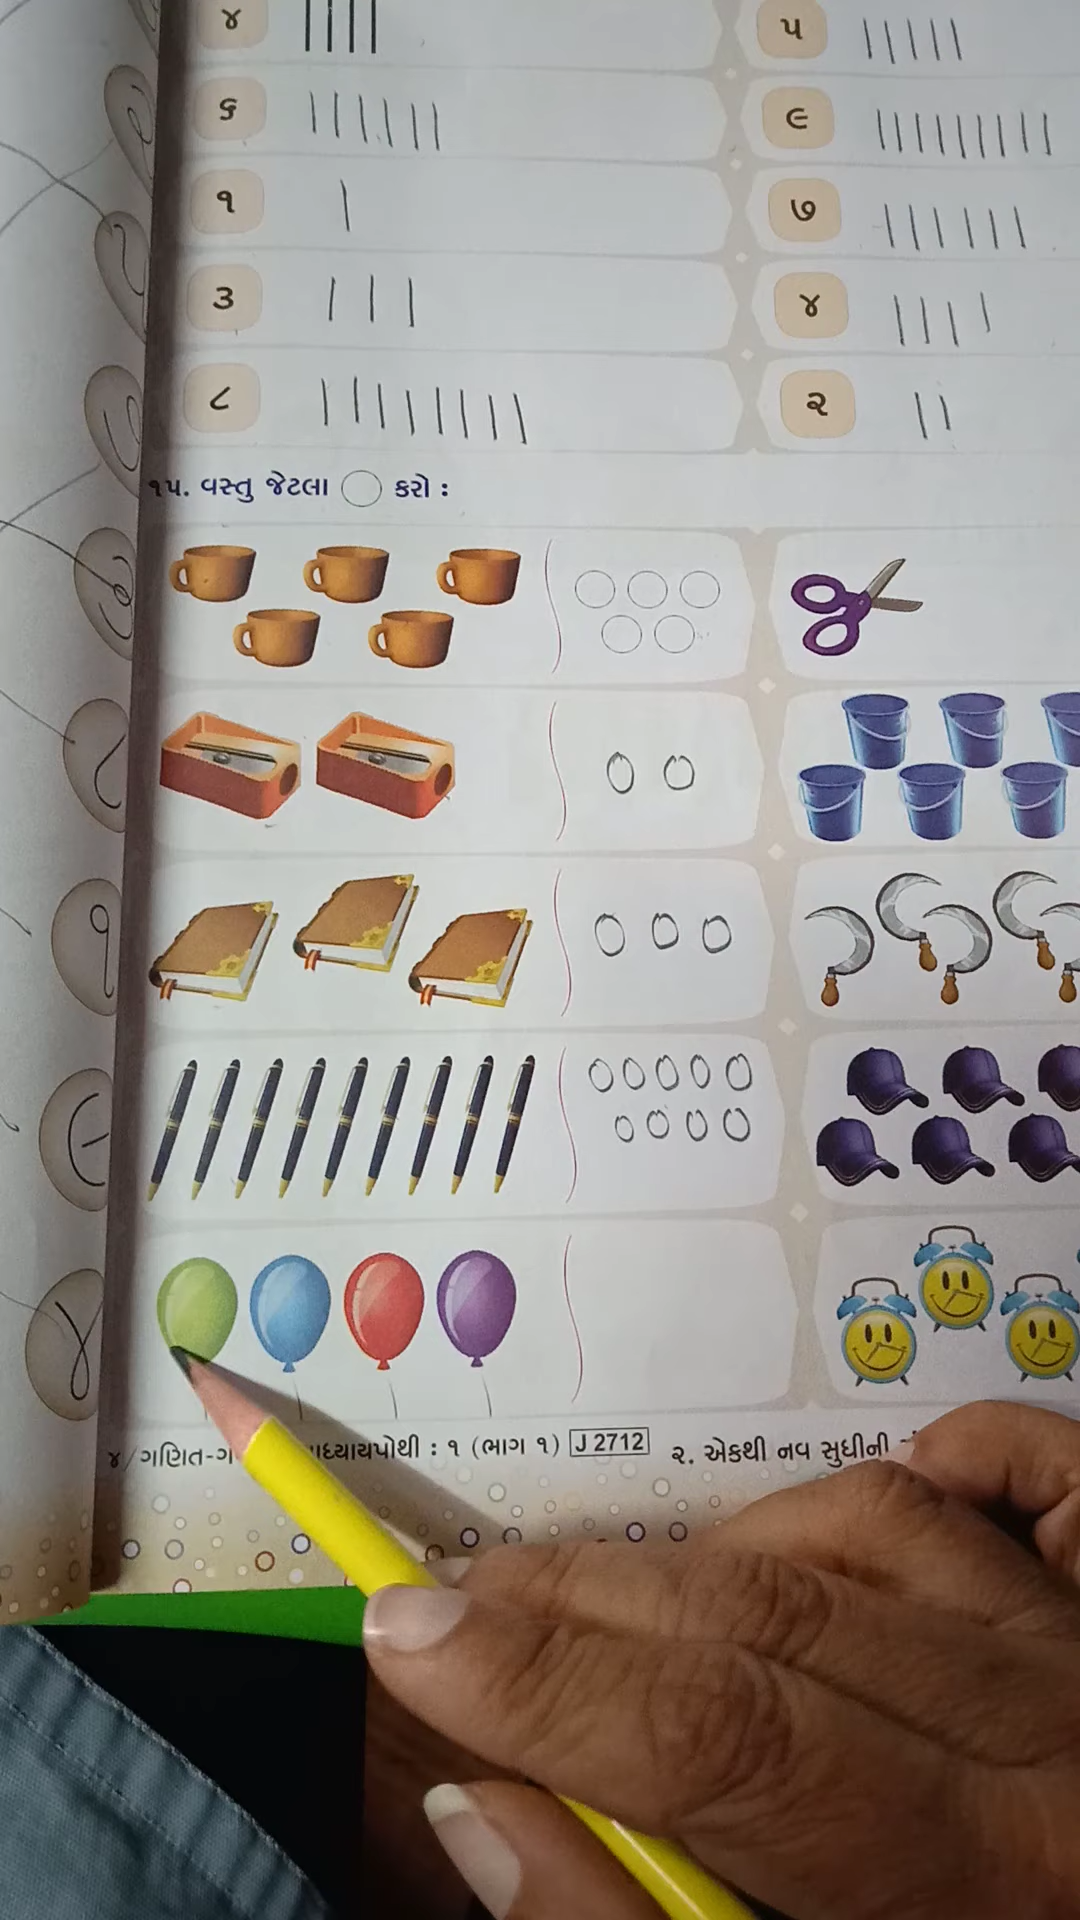 ૪ ૫
૬ ૯
૧ ૭
૩ ૪
૮ ૨
૧૫. વસ્તુ જેટલા ◯ કરો :
૪ / ગણિત-ગ ધ્યાયપોથી : ૧ (ભાગ ૧) J 2712 ૨. એકથી નવ સુધીની